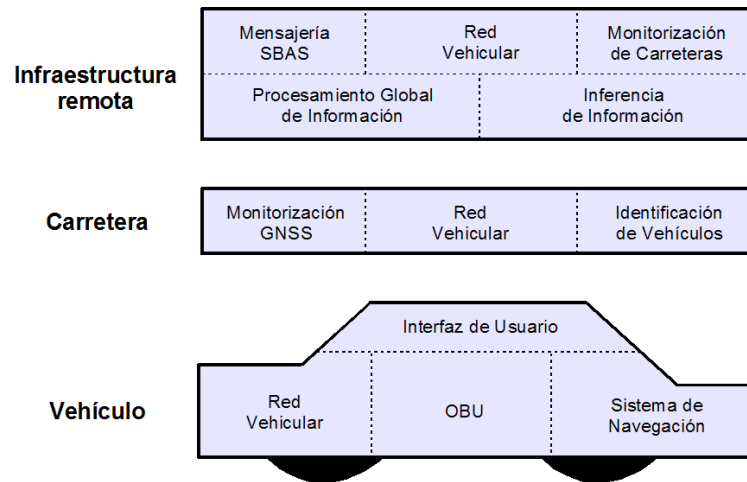 Infraestructura
remota
Mensajería
SBAS
Red
Vehicular
Monitorización
de Carreteras
Procesamiento Global
de Información
Inferencia
de Información
Carretera
Monitorización
GNSS
Red
Vehicular
Identificación
de Vehículos
Vehículo
Interfaz de Usuario
Red
Vehicular
OBU
Sistema de
Navegación